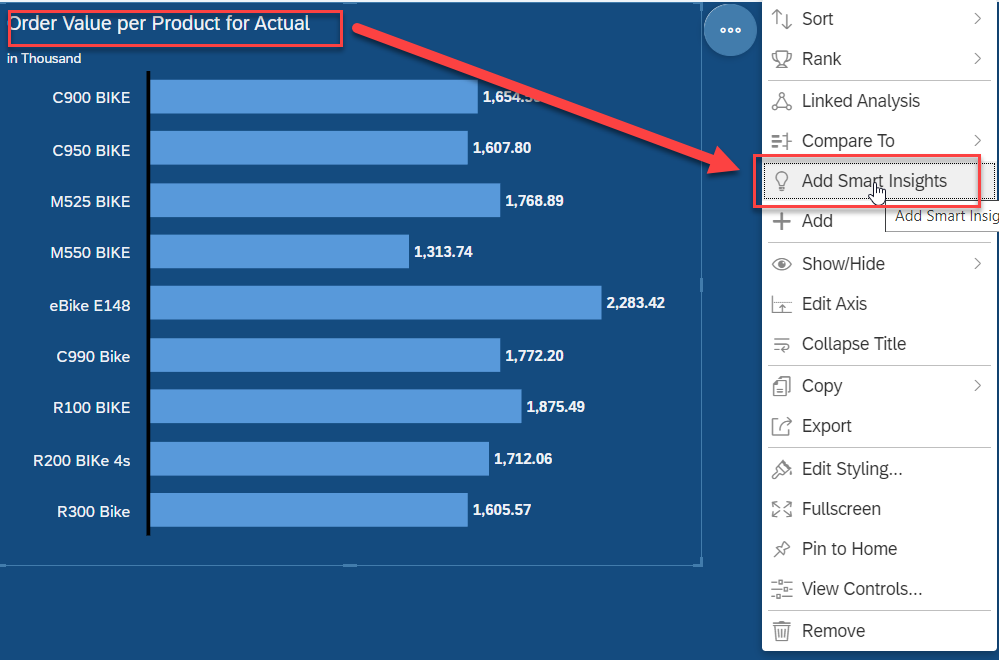 Order Value per Product for Actual
in Thousand
C900 BIKE
C950 BIKE 1,607.80
M525 BIKE 1,768.89
M550 BIKE 1,313.74
eBike E148 2,283.42
C990 Bike 1,772.20
R100 BIKE 1,875.49
R200 BIKe 4s 1,712.06
R300 Bike 1,605.57
Sort
Rank
Linked Analysis
Compare To
Add Smart Insights
Add
Add Smart Insig
Show/Hide
Edit Axis
Collapse Title
Copy
Export
Edit Styling...
Fullscreen
Pin to Home
View Controls...
Remove